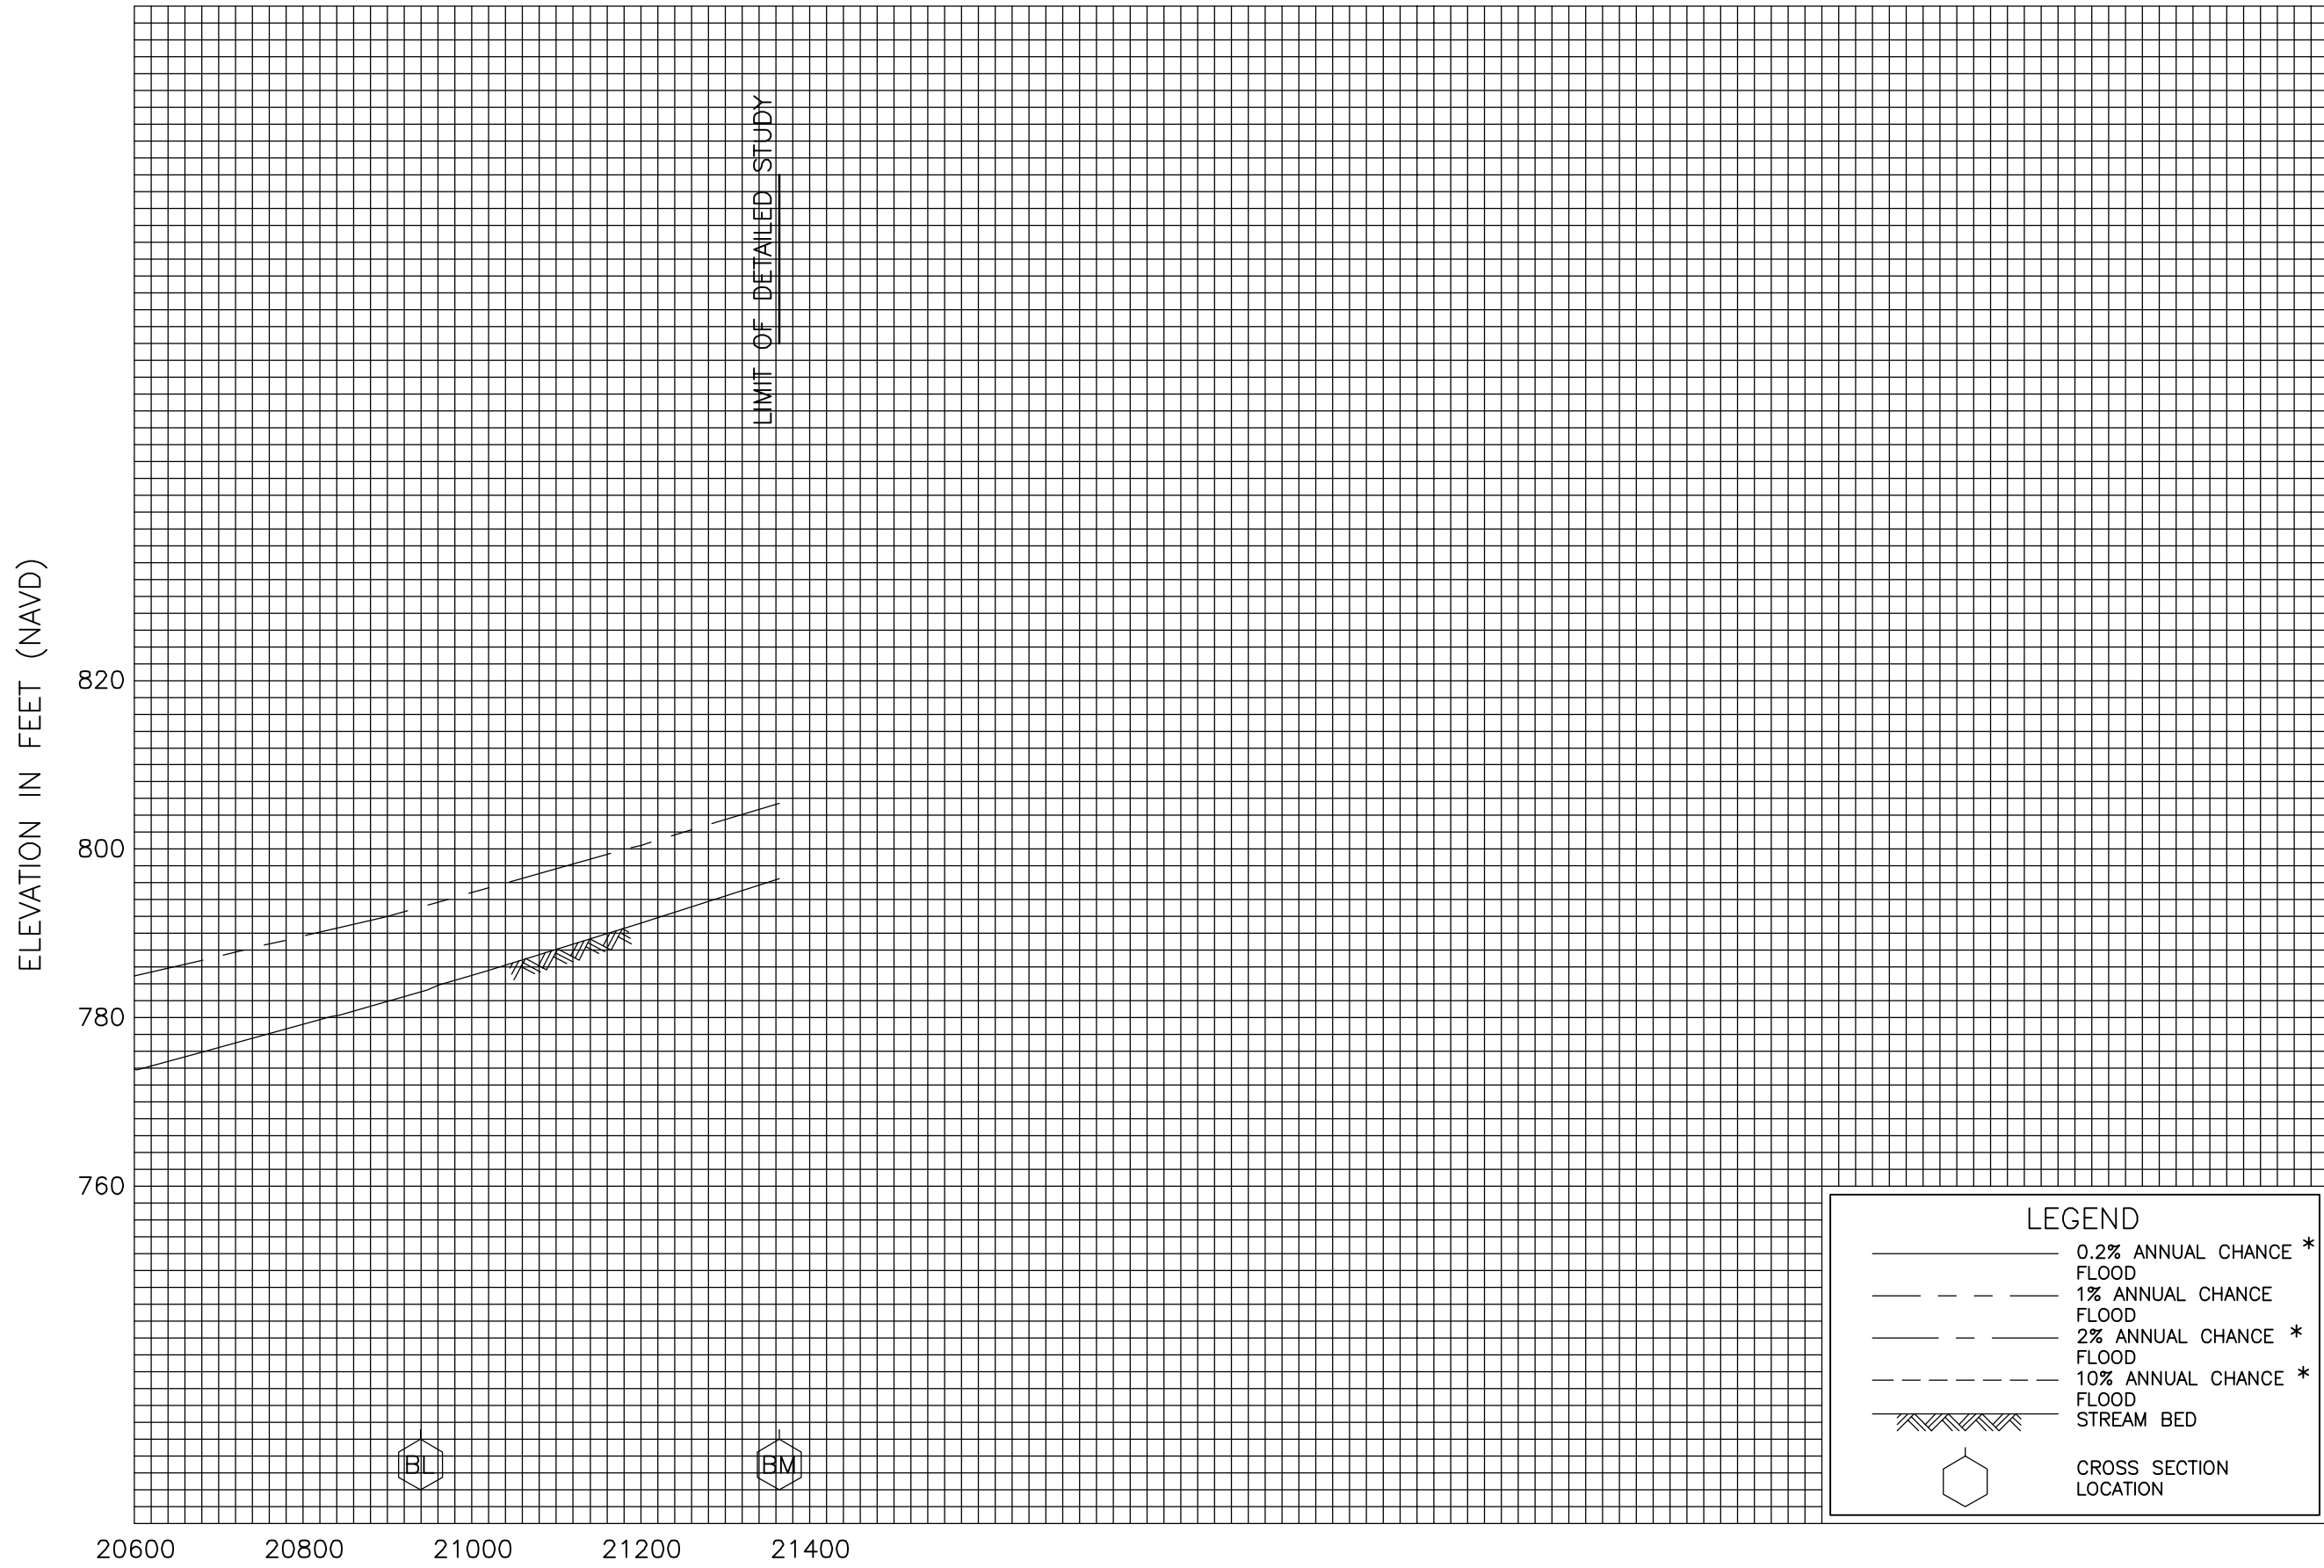 LIMIT OF DETAILED STUDY
ELEVATION IN FEET (NAVD)
820
800
780
760
LEGEND
0.2% ANNUAL CHANCE *
FLOOD
1% ANNUAL CHANCE
FLOOD
2% ANNUAL CHANCE *
FLOOD
10% ANNUAL CHANCE *
FLOOD
STREAM BED
CROSS SECTION
LOCATION
BL
BM
20600
20800
21000
21200
21400